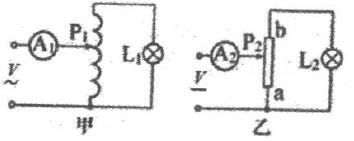 A₁ P₁ L₁ V ~
甲
A₂ P₂ b a L₂ V
乙